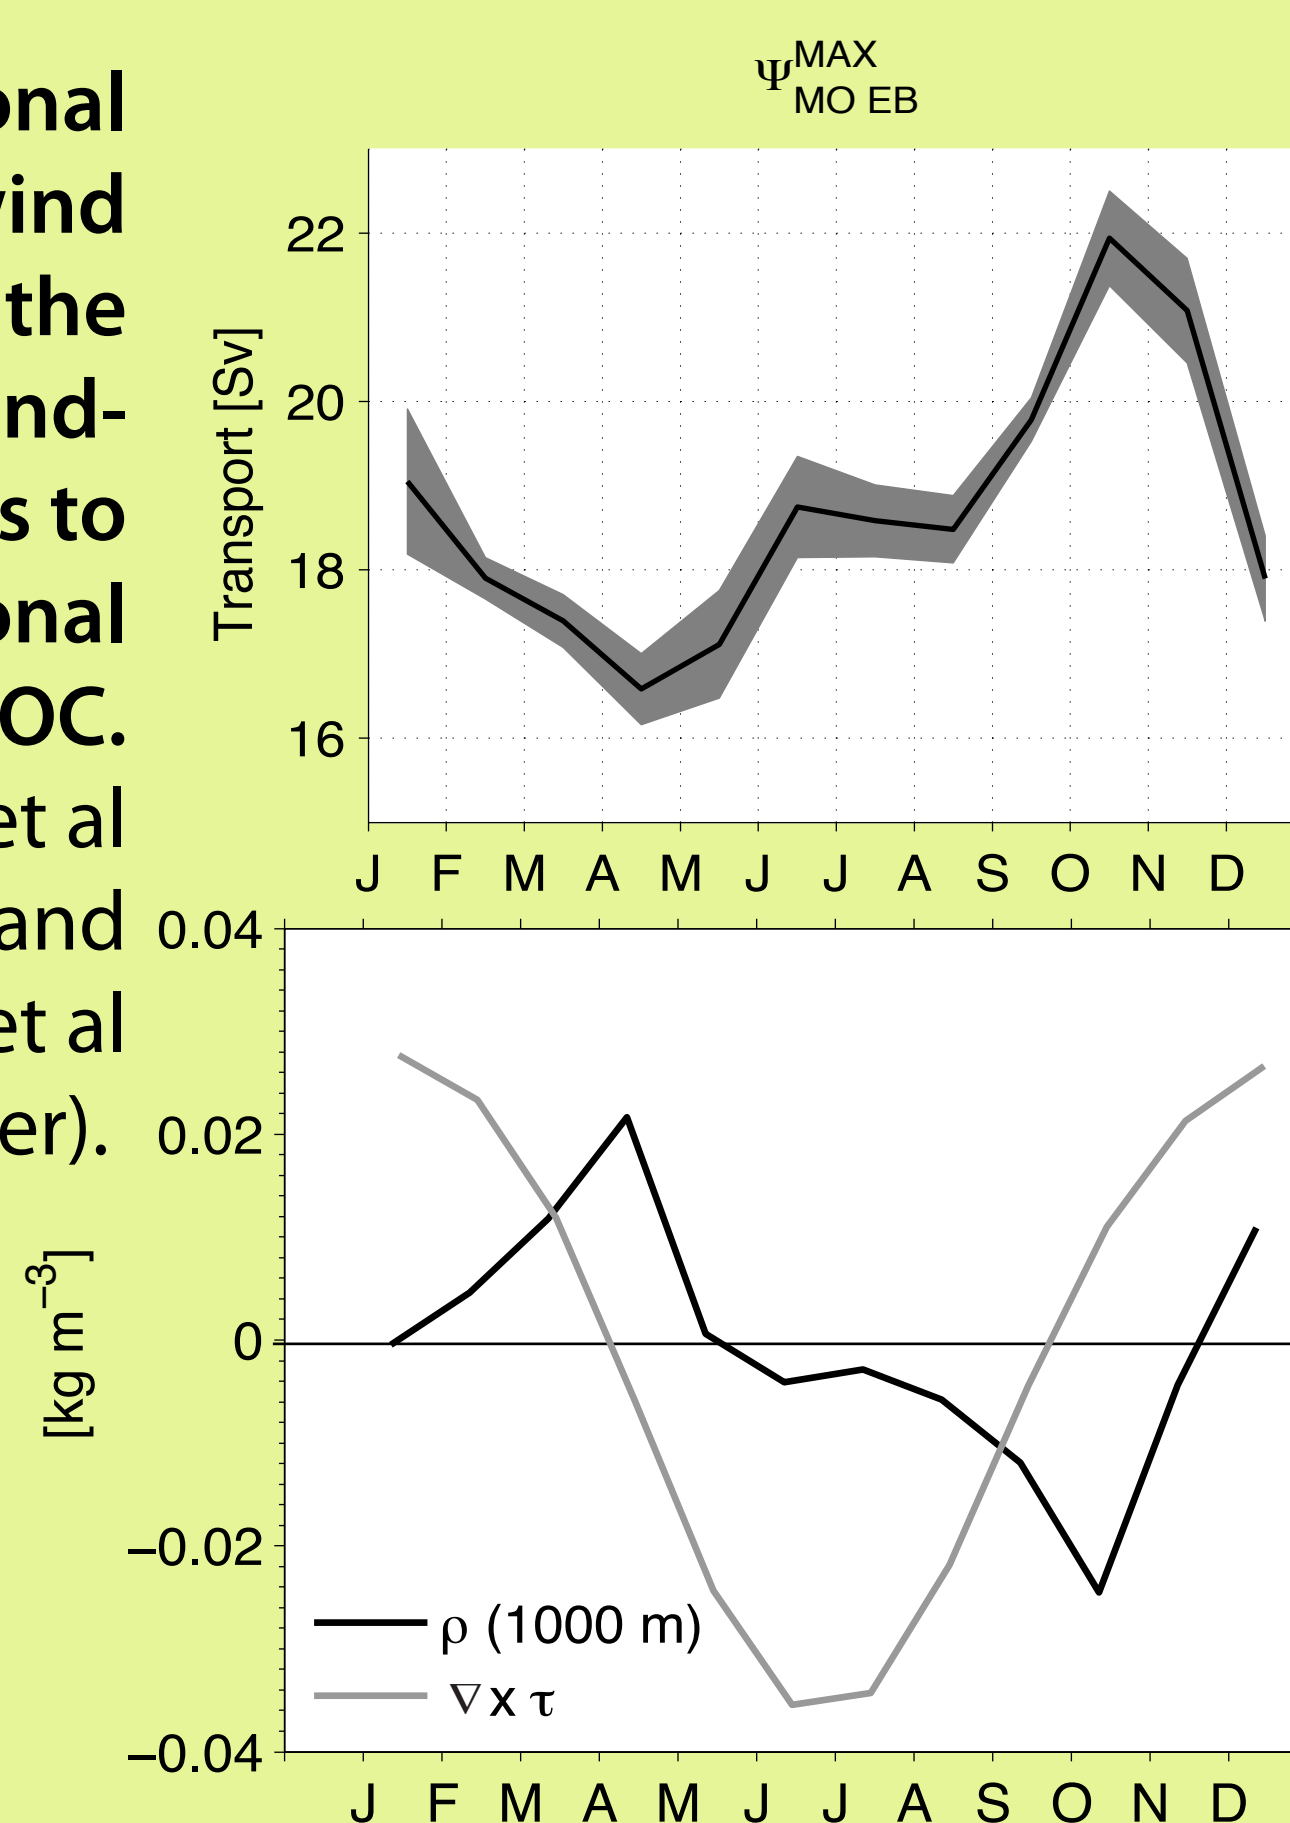 onal
vind
the
nd-
s to
onal
OC.
et al
and
et al
er).
Ψ MAX MO EB
Transport [Sv]
22
20
18
16
J F M A M J J A S O N D
[kg m−3]
0.04
0.02
0
−0.02
−0.04
ρ (1000 m)
∇x τ
J F M A M J J A S O N D